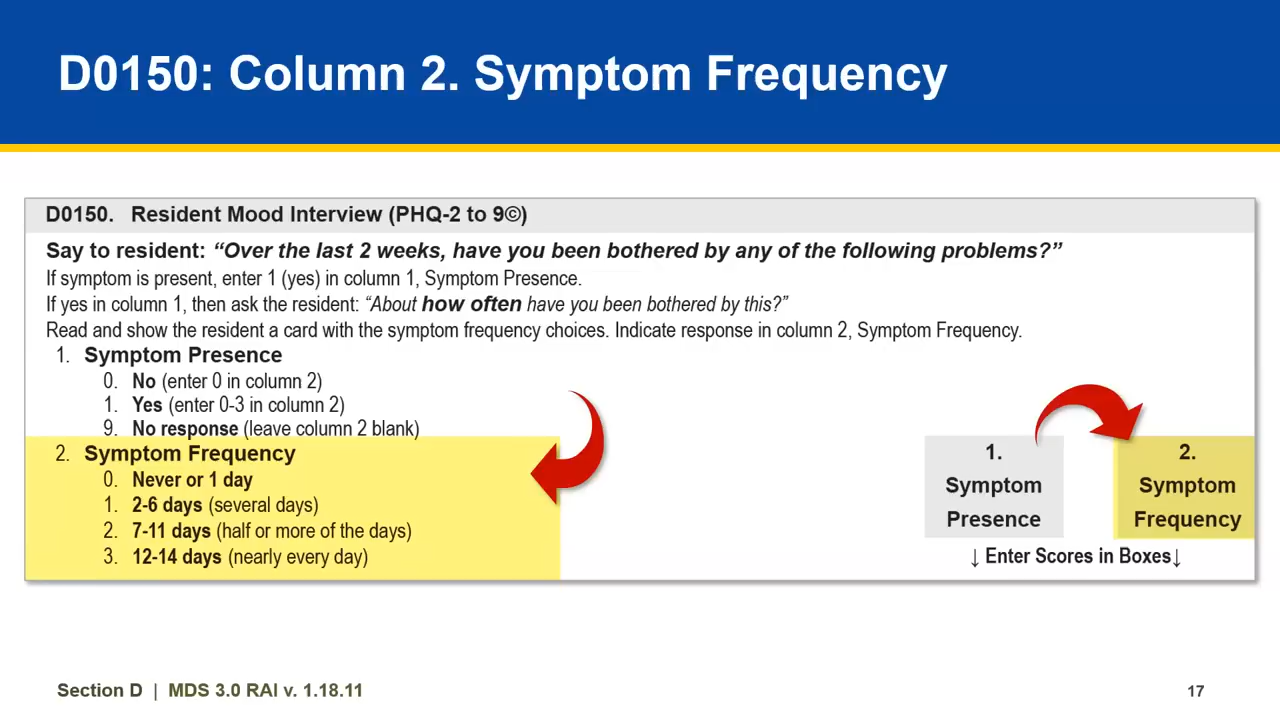 D0150: Column 2. Symptom Frequency
D0150. Resident Mood Interview (PHQ-2 to 9©)
Say to resident: “Over the last 2 weeks, have you been bothered by any of the following problems?”
If symptom is present, enter 1 (yes) in column 1, Symptom Presence.
If yes in column 1, then ask the resident: “About how often have you been bothered by this?”
Read and show the resident a card with the symptom frequency choices. Indicate response in column 2, Symptom Frequency.
1. Symptom Presence
0. No (enter 0 in column 2)
1. Yes (enter 0-3 in column 2)
9. No response (leave column 2 blank)
2. Symptom Frequency
0. Never or 1 day
1. 2-6 days (several days)
2. 7-11 days (half or more of the days)
3. 12-14 days (nearly every day)
1.
Symptom
Presence
2.
Symptom
Frequency
↓ Enter Scores in Boxes↓
Section D | MDS 3.0 RAI v. 1.18.11
17